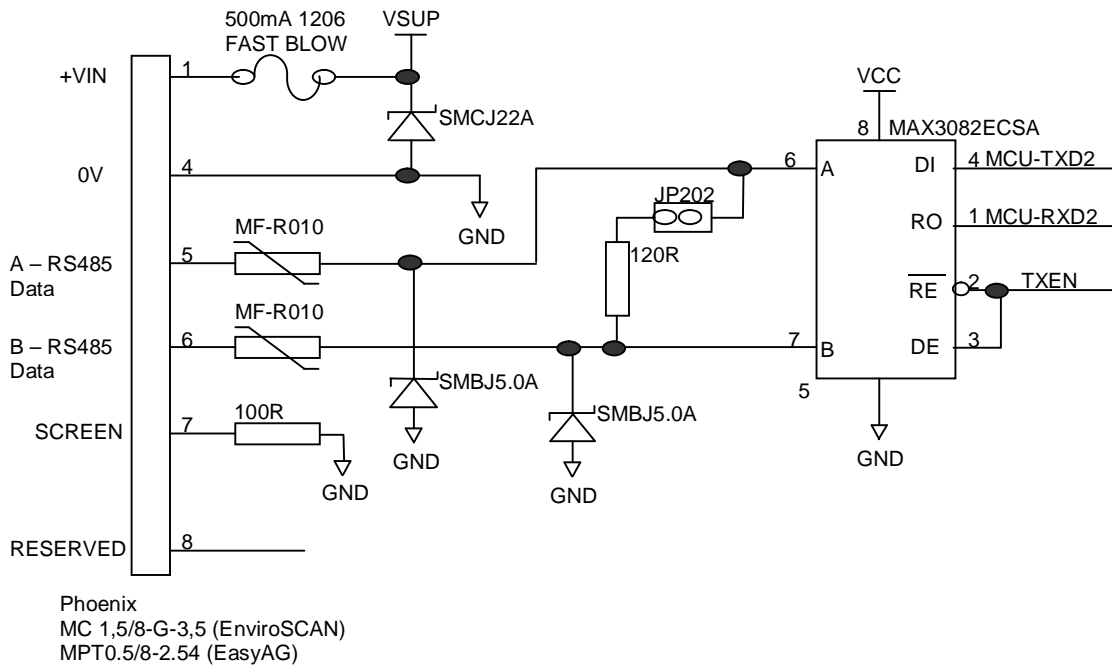 500mA 1206
FAST BLOW
VSUP
+VIN
1
SMCJ22A
VCC
8
MAX3082ECSA
0V
4
GND
6
A
DI
4
MCU-TXD2
JP202
MF-R010
A – RS485
Data
5
120R
RO
1
MCU-RXD2
MF-R010
RE
2
TXEN
B – RS485
Data
6
7
B
DE
3
SMBJ5.0A
SMBJ5.0A
5
100R
SCREEN
7
GND
GND
GND
GND
RESERVED
8
Phoenix
MC 1,5/8-G-3,5 (EnviroSCAN)
MPT0.5/8-2.54 (EasyAG)